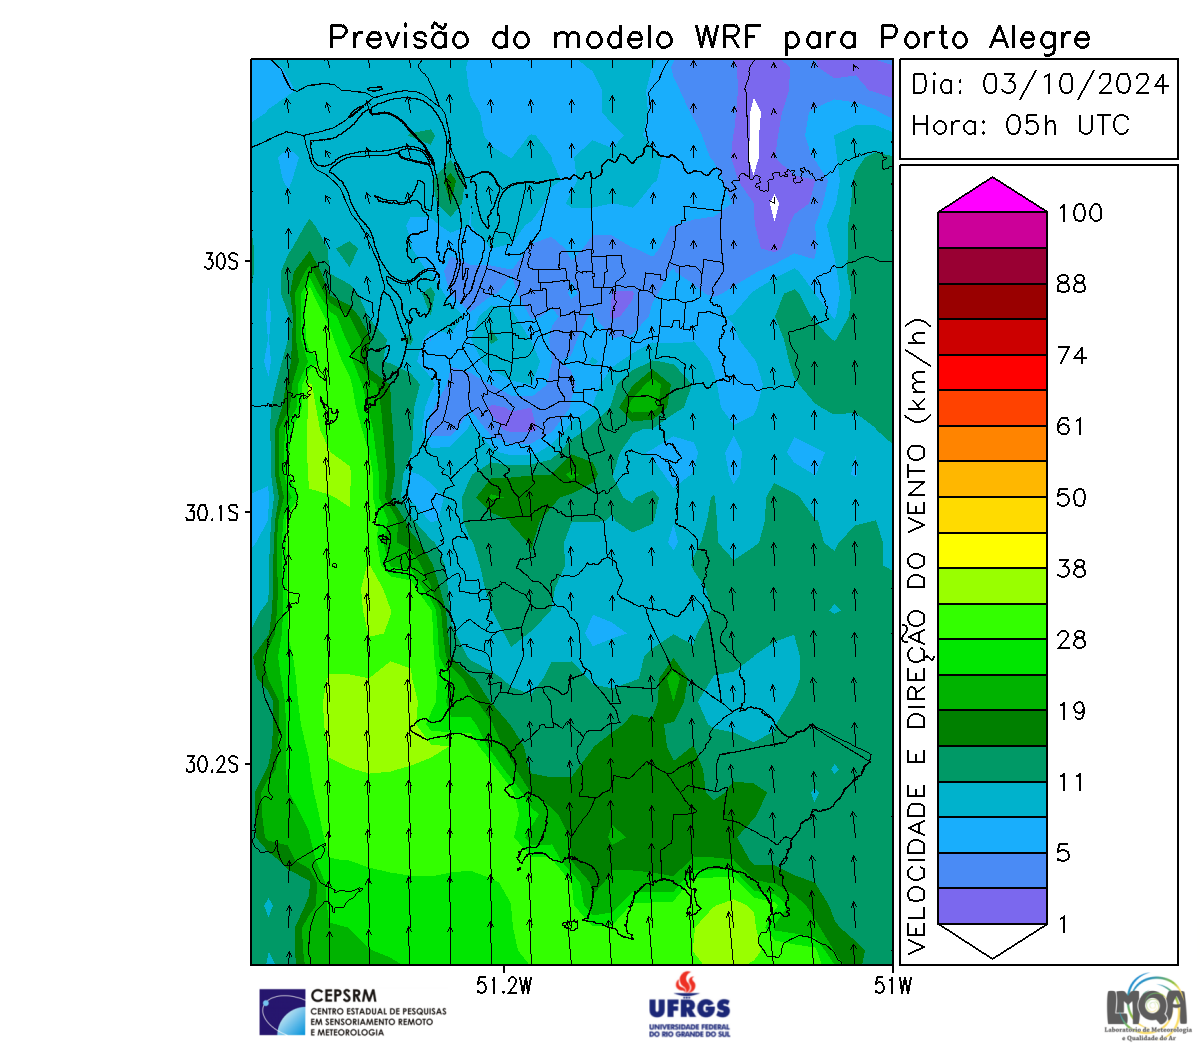 Previsão do modelo WRF para Porto Alegre
Dia: 03/10/2024
Hora: 05h UTC
30S
30.1S
30.2S
51.2W
51W
VELOCIDADE E DIREÇÃO DO VENTO (km/h)
100
88
74
61
50
38
28
19
11
5
1
CEPSRM
CENTRO ESTADUAL DE PESQUISAS
EM SENSORIAMENTO REMOTO
E METEOROLOGIA
UFRGS
UNIVERSIDADE FEDERAL
DO RIO GRANDE DO SUL
LMQA
Laboratório de Meteorologia
e Qualidade do Ar